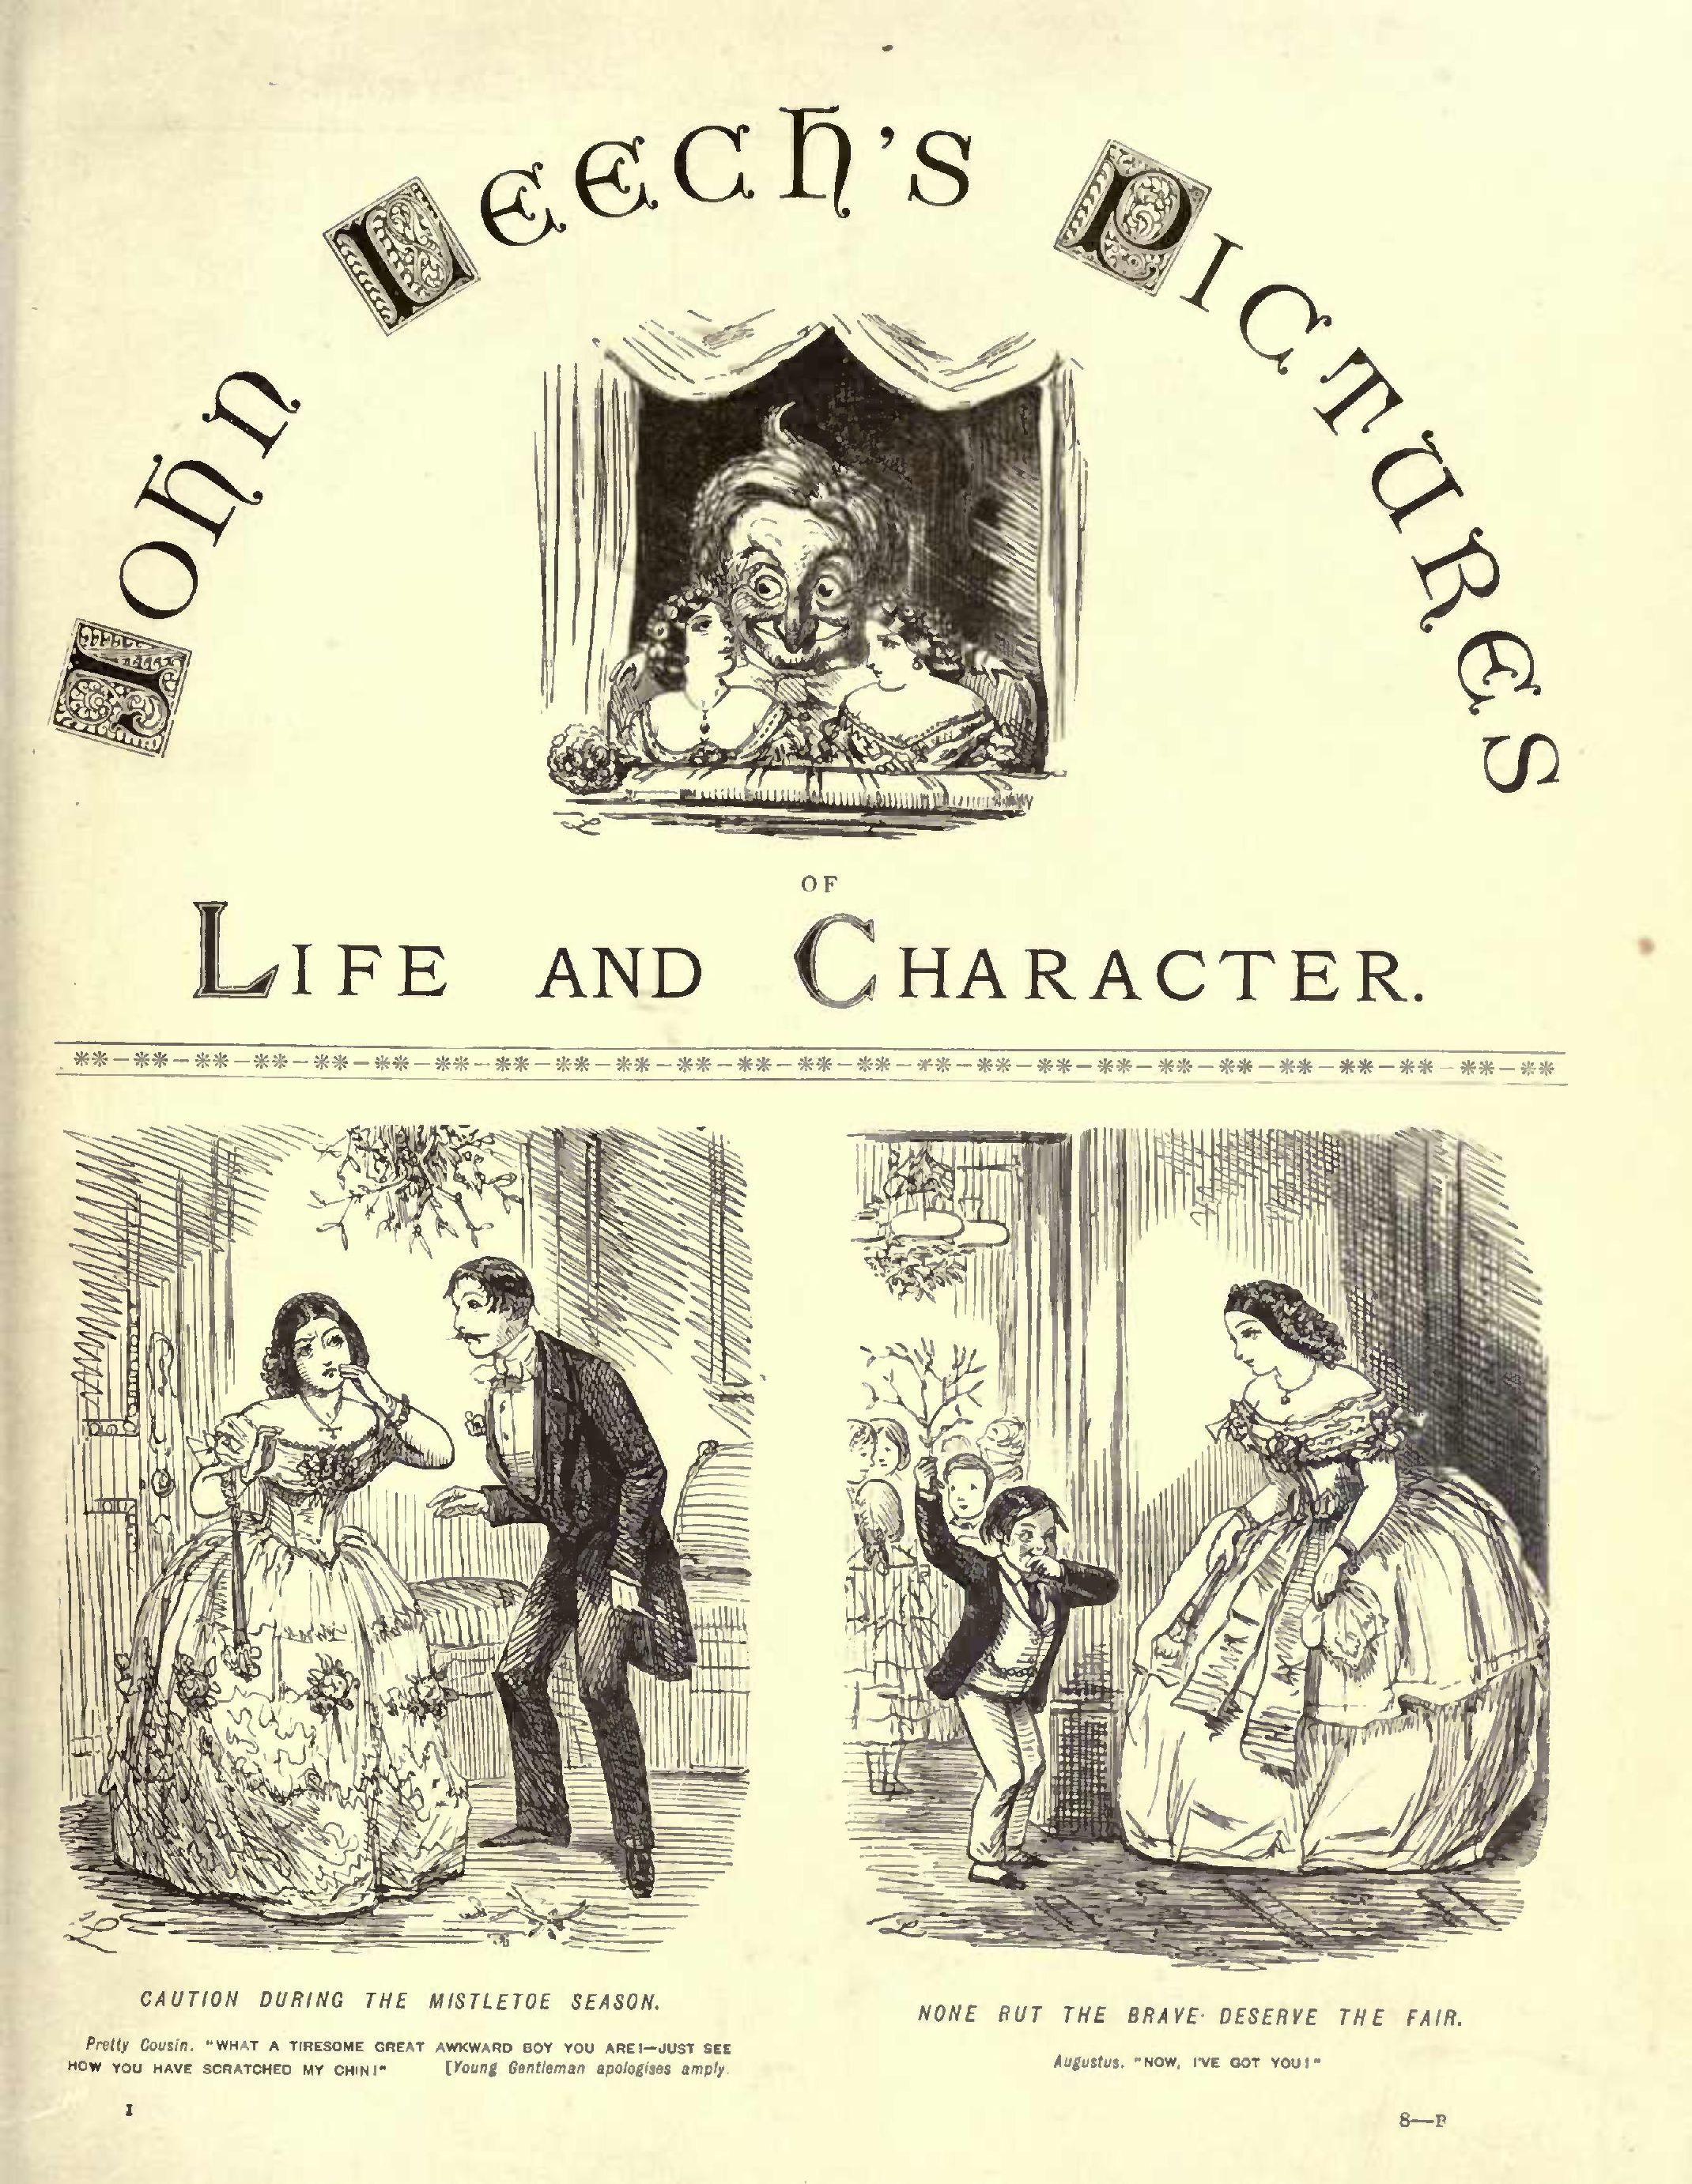 John Leech's Pictures
OF
LIFE AND CHARACTER.
CAUTION DURING THE MISTLETOE SEASON.
Pretty Cousin. "WHAT A TIRESOME GREAT AWKWARD BOY YOU ARE!—JUST SEE
HOW YOU HAVE SCRATCHED MY CHIN!" [Young Gentleman apologises amply.
NONE BUT THE BRAVE DESERVE THE FAIR.
Augustus. "NOW, I'VE GOT YOU!"
I
8—B